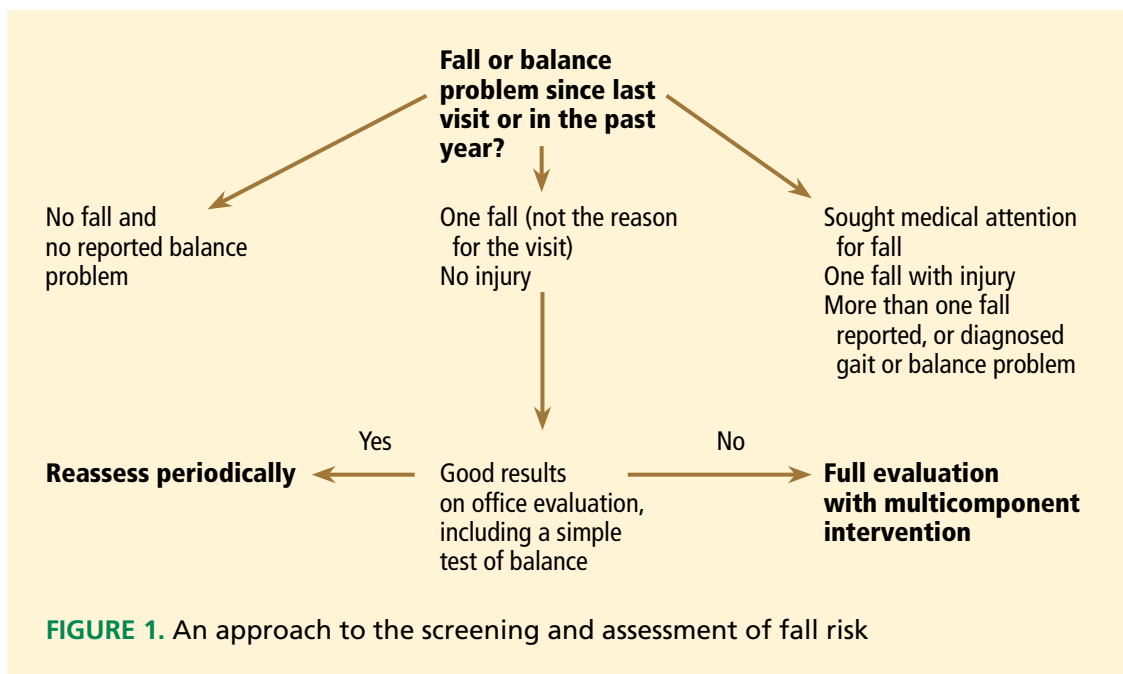 Fall or balance
problem since last
visit or in the past
year?
No fall and
no reported balance
problem
One fall (not the reason
for the visit)
No injury
Sought medical attention
for fall
One fall with injury
More than one fall
reported, or diagnosed
gait or balance problem
Yes
No
Reassess periodically
Good results
on office evaluation,
including a simple
test of balance
Full evaluation
with multicomponent
intervention
FIGURE 1. An approach to the screening and assessment of fall risk